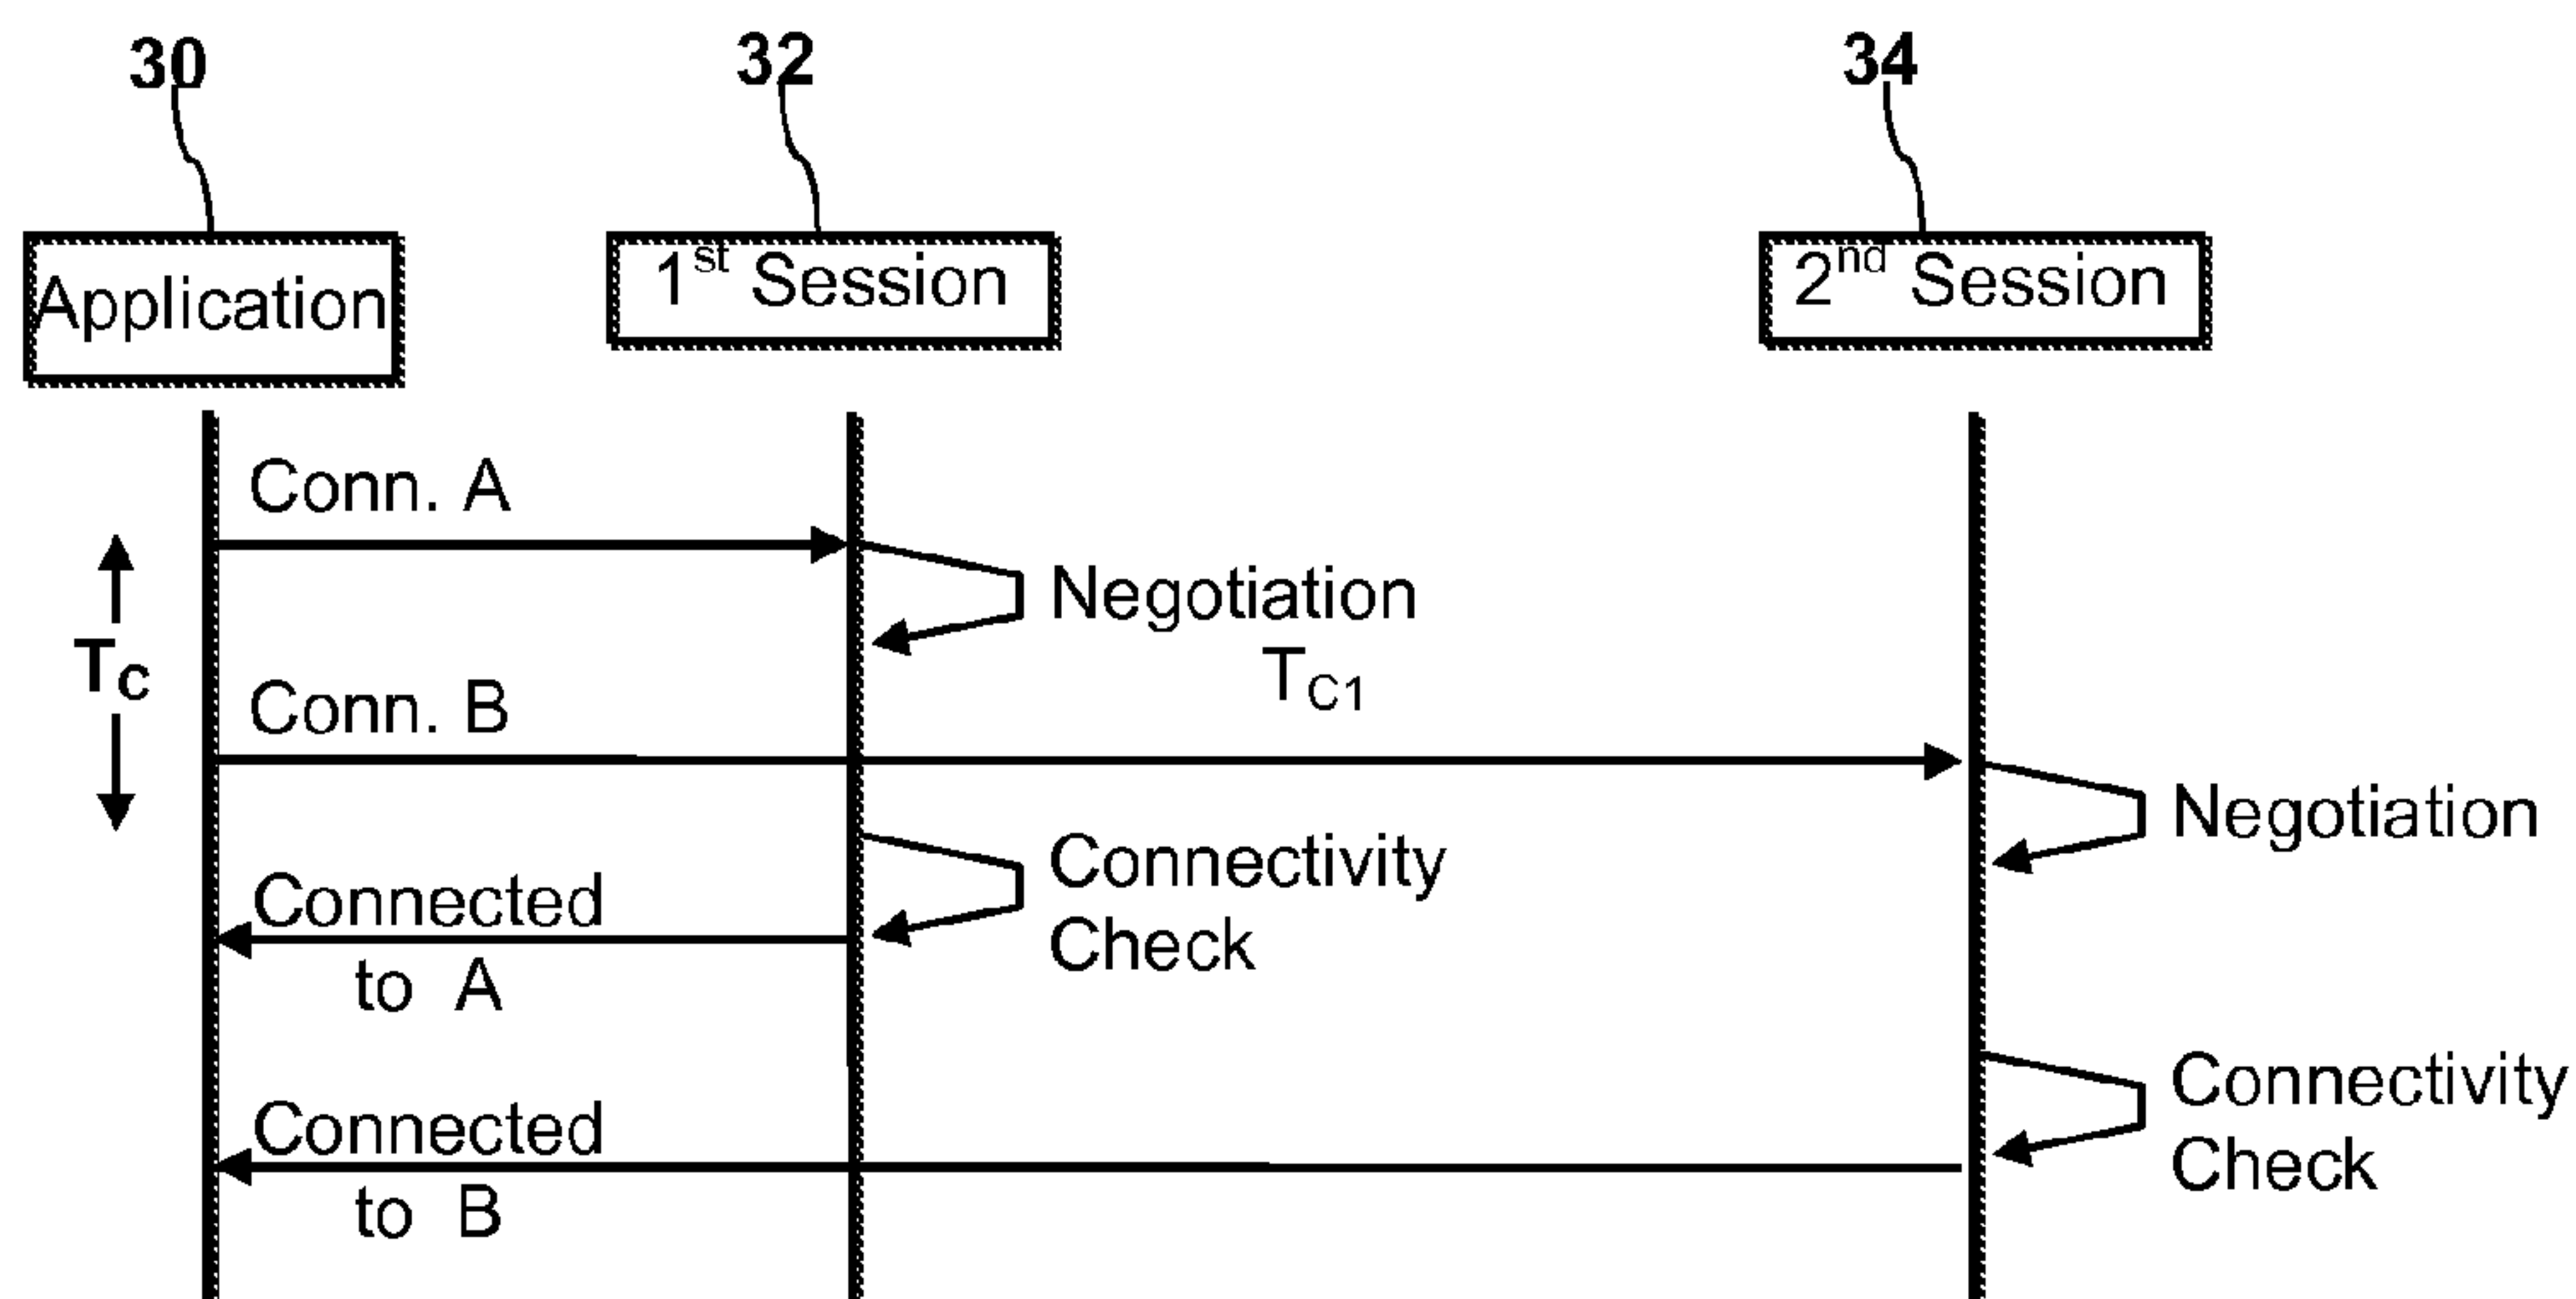 30
32
34
Application
1st Session
2nd Session
Conn. A
Negotiation
TC1
TC
Conn. B
Negotiation
Connectivity
Check
Connected
to A
Connectivity
Check
Connected
to B